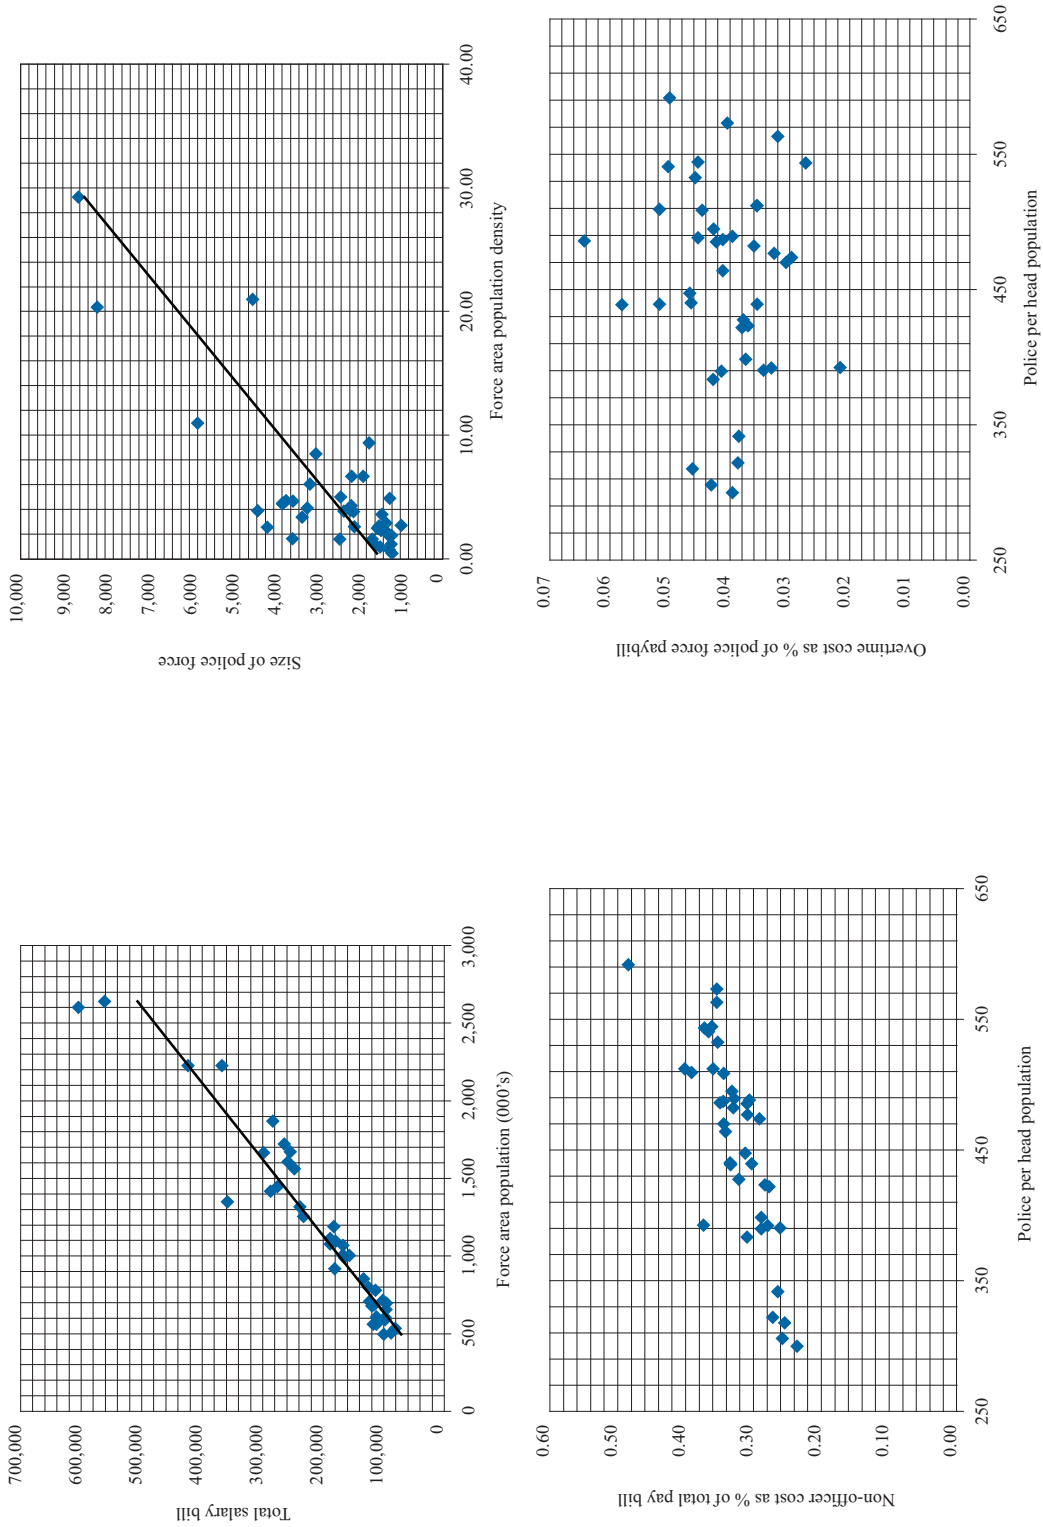 Total salary bill
700,000
600,000
500,000
400,000
300,000
200,000
100,000
0
0 500 1,000 1,500 2,000 2,500 3,000
Force area population (000's)
Size of police force
10,000
9,000
8,000
7,000
6,000
5,000
4,000
3,000
2,000
1,000
0
0.00 10.00 20.00 30.00 40.00
Force area population density
Non-officer cost as % of total pay bill
0.60
0.50
0.40
0.30
0.20
0.10
0.00
250 350 450 550 650
Police per head population
Overtime cost as % of police force paybill
0.07
0.06
0.05
0.04
0.03
0.02
0.01
0.00
250 350 450 550 650
Police per head population